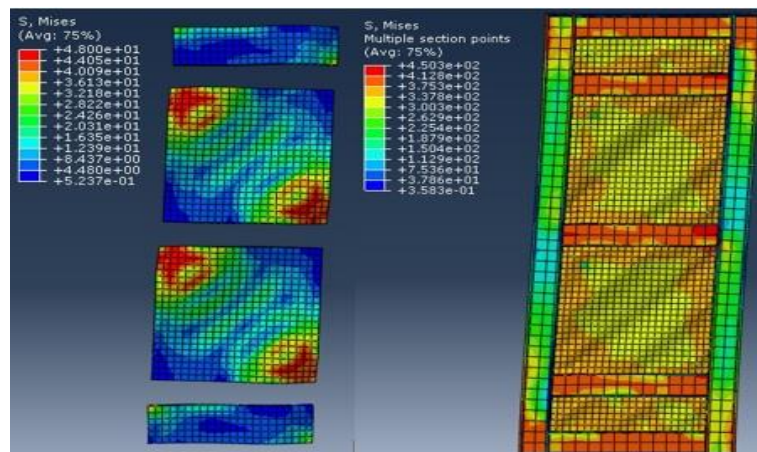 S, Mises
(Avg: 75%)
+4.800e+01
+4.405e+01
+4.009e+01
+3.613e+01
+3.218e+01
+2.822e+01
+2.426e+01
+2.031e+01
+1.635e+01
+1.239e+01
+8.437e+00
+4.480e+00
+5.237e-01
S, Mises
Multiple section points
(Avg: 75%)
+4.503e+02
+4.128e+02
+3.753e+02
+3.378e+02
+3.003e+02
+2.629e+02
+2.254e+02
+1.879e+02
+1.504e+02
+1.129e+02
+7.536e+01
+3.786e+01
+3.583e-01